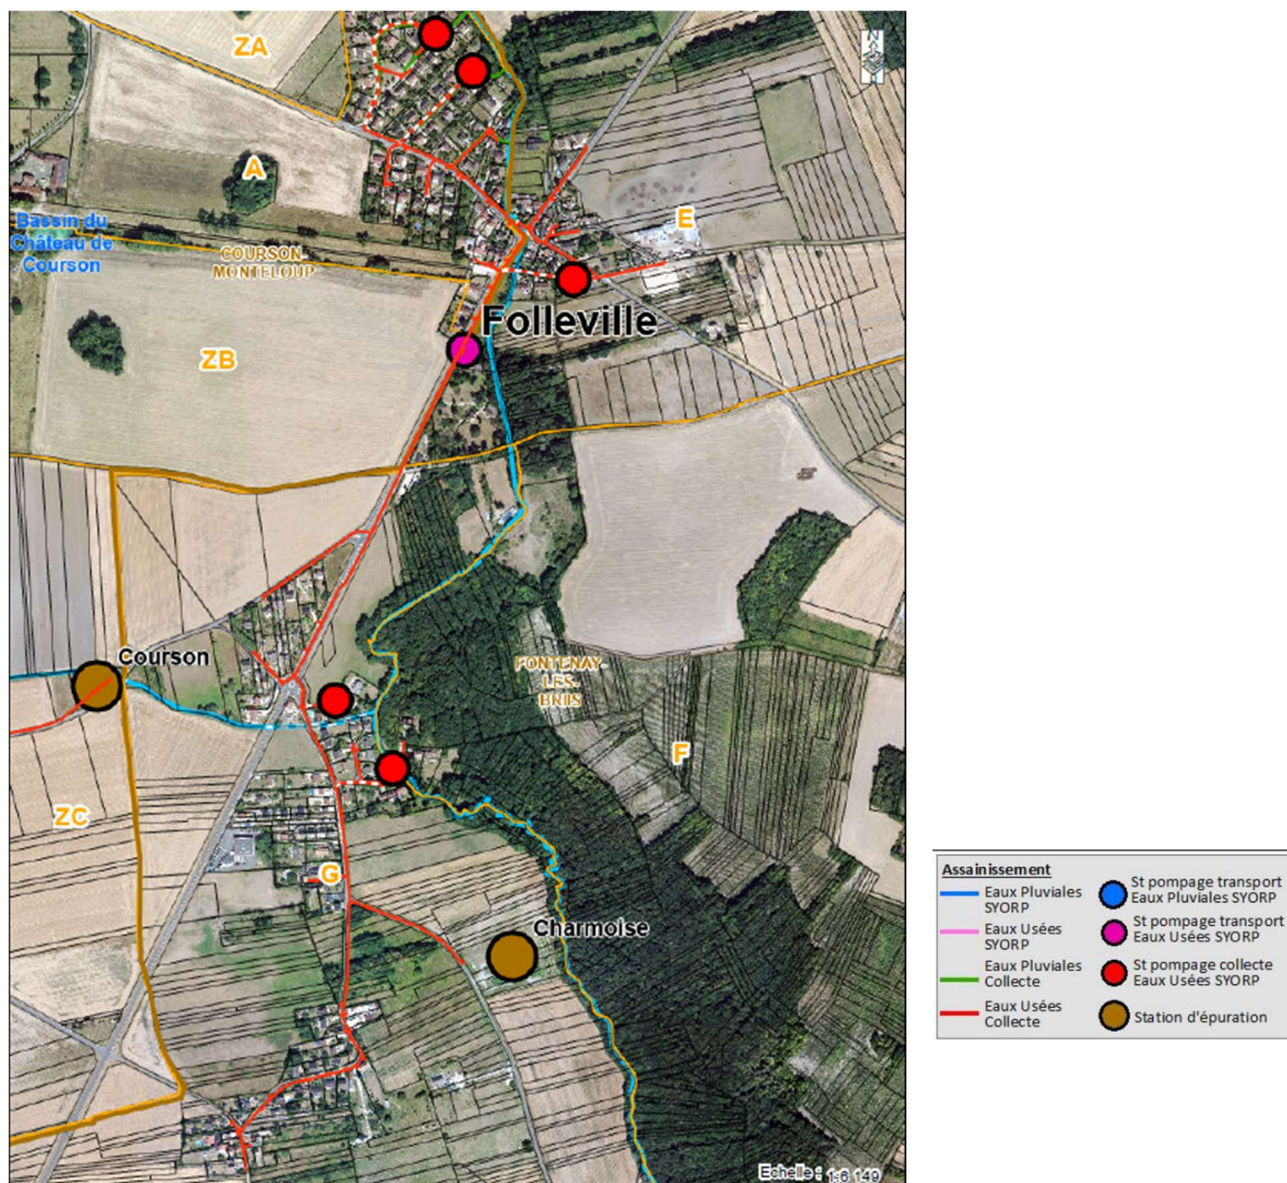 ZA
A
Bassin du
Château de
Courson
COURSON-
MONTELOUP
E
Folleville
ZB
Courson
FONTENAY-
LES-
BRIIS
F
ZC
G
Charmoise
Echelle : 1:6 149
Assainissement
Eaux Pluviales
SYORP
Eaux Usées
SYORP
Eaux Pluviales
Collecte
Eaux Usées
Collecte
St pompage transport
Eaux Pluviales SYORP
St pompage transport
Eaux Usées SYORP
St pompage collecte
Eaux Usées SYORP
Station d'épuration